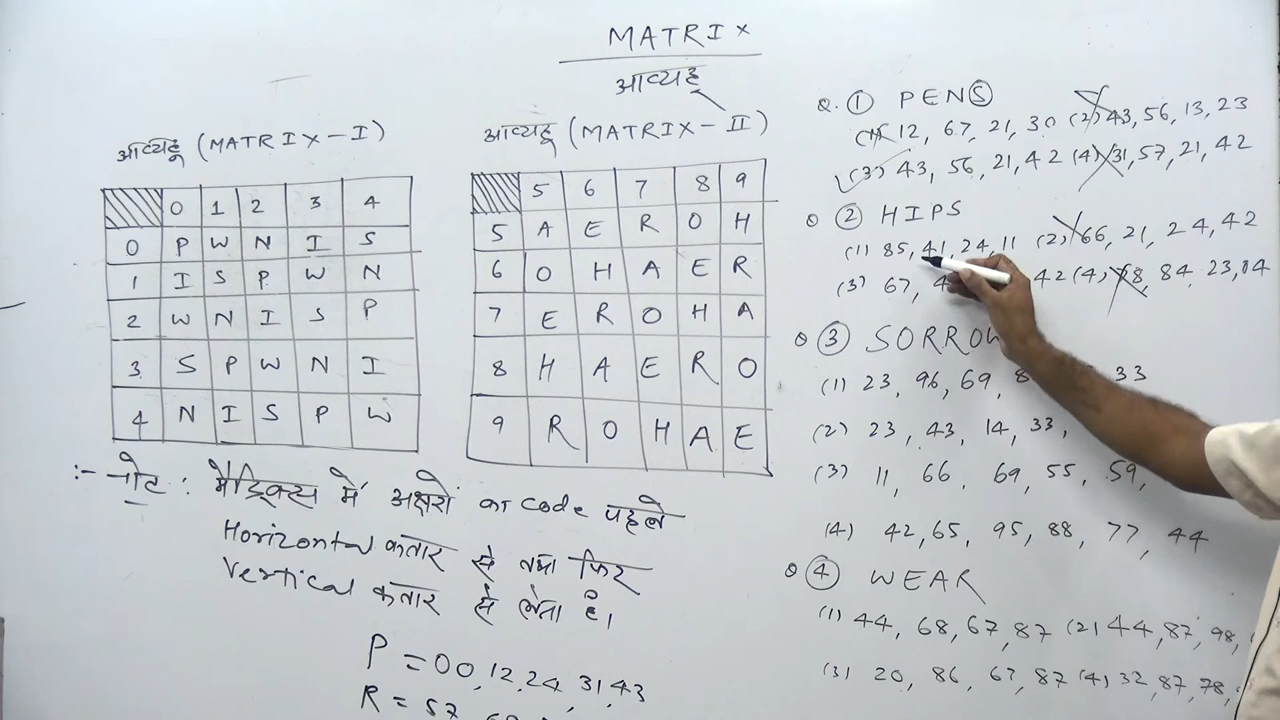 MATRIX
आव्यहू
आव्यहू (MATRIX-I)
0 1 2 3 4
0 P W N I S
1 I S P W N
2 W N I S P
3 S P W N I
4 N I S P W
आव्यहू (MATRIX-II)
5 6 7 8 9
5 A E R O H
6 O H A E R
7 E R O H A
8 H A E R O
9 R O H A E
:- नोट : मैट्रिक्स में अक्षरों का code पहले
Horizontal कतार से तथा फिर
Vertical कतार से लेता है।
P = 00, 12, 24, 31, 43
R = 57,
Q. 1 PENS
(1) 12, 67, 21, 30 (2) 43, 56, 13, 23
(3) 43, 56, 21, 42 (4) 31, 57, 21, 42
Q 2 HIPS
(1) 85, 41, 24, 11 (2) 66, 21, 24, 42
(3) 67, 42 (4) 84, 23,
Q 3 SORROW
(1) 23, 96, 69, 33
(2) 23, 43, 14, 33,
(3) 11, 66, 69, 55, 59,
(4) 42, 65, 95, 88, 77, 44
Q 4 WEAR
(1) 44, 68, 67, 87 (2) 44, 87, 98,
(3) 20, 86, 67, 87 (4) 32, 87, 78,